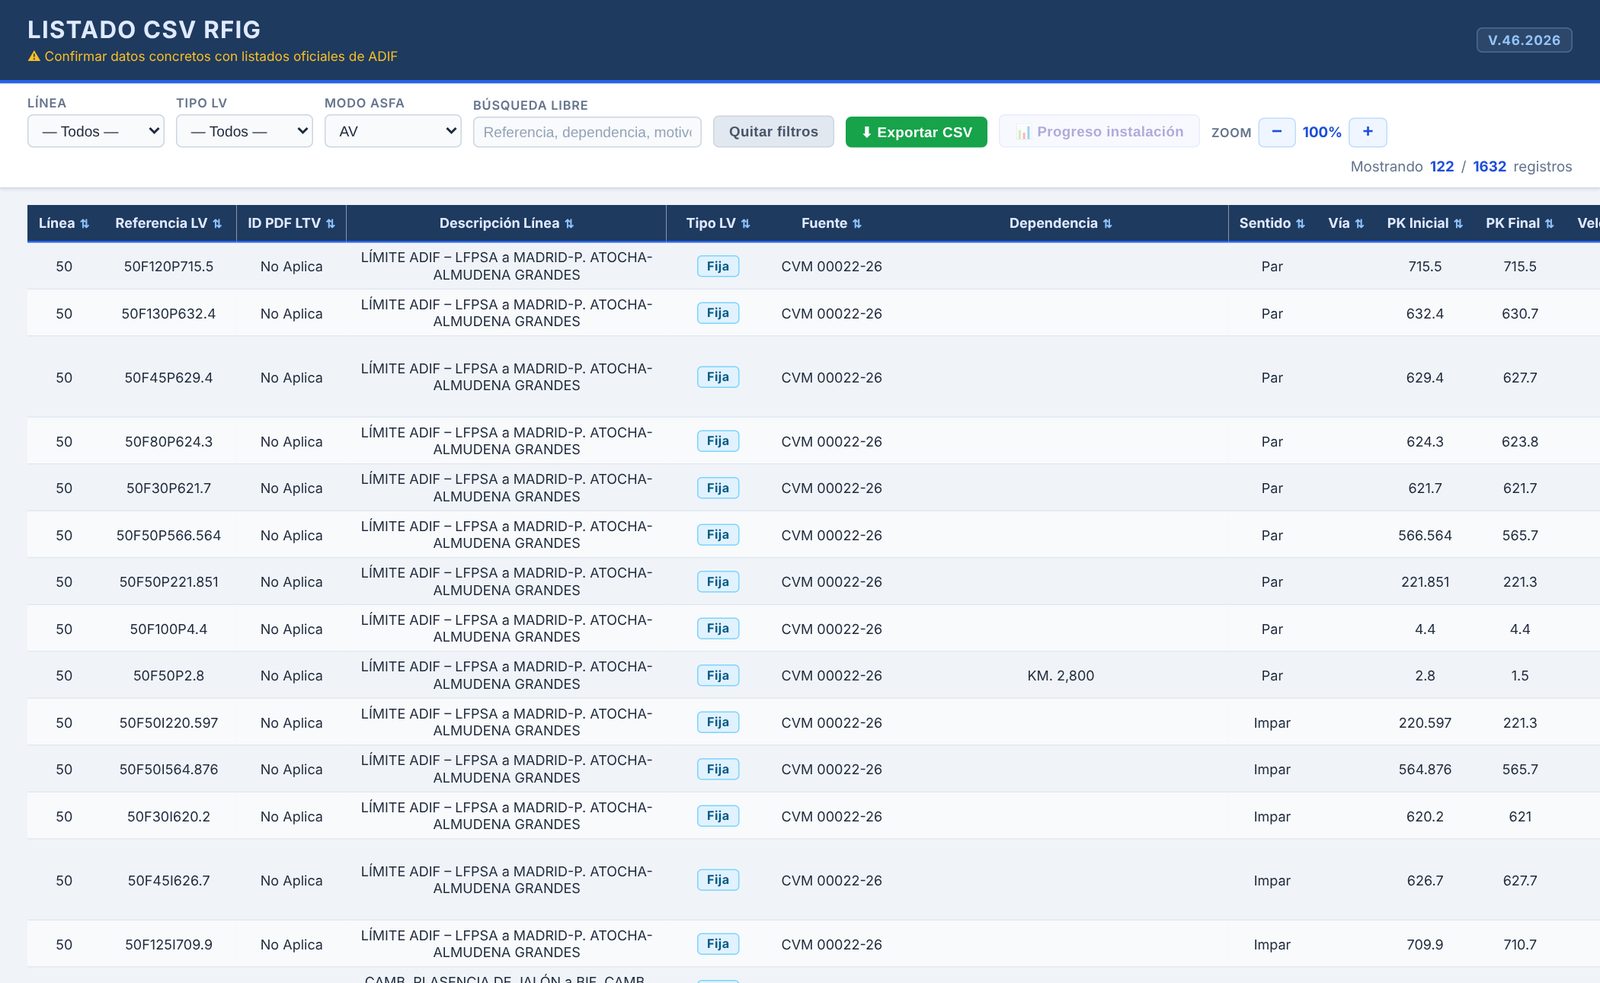 LISTADO CSV RFIG
⚠ Confirmar datos concretos con listados oficiales de ADIF
V.46.2026
LÍNEA TIPO LV MODO ASFA BÚSQUEDA LIBRE
— Todos — — Todos — AV Referencia, dependencia, motivo Quitar filtros ⬇ Exportar CSV 📊 Progreso instalación ZOOM − 100% +
Mostrando 122 / 1632 registros
Línea ⇅ Referencia LV ⇅ ID PDF LTV ⇅ Descripción Línea ⇅ Tipo LV ⇅ Fuente ⇅ Dependencia ⇅ Sentido ⇅ Vía ⇅ PK Inicial ⇅ PK Final ⇅
50 50F120P715.5 No Aplica LÍMITE ADIF – LFPSA a MADRID-P. ATOCHA-
ALMUDENA GRANDES Fija CVM 00022-26 Par 715.5 715.5
50 50F130P632.4 No Aplica LÍMITE ADIF – LFPSA a MADRID-P. ATOCHA-
ALMUDENA GRANDES Fija CVM 00022-26 Par 632.4 630.7
50 50F45P629.4 No Aplica LÍMITE ADIF – LFPSA a MADRID-P. ATOCHA-
ALMUDENA GRANDES Fija CVM 00022-26 Par 629.4 627.7
50 50F80P624.3 No Aplica LÍMITE ADIF – LFPSA a MADRID-P. ATOCHA-
ALMUDENA GRANDES Fija CVM 00022-26 Par 624.3 623.8
50 50F30P621.7 No Aplica LÍMITE ADIF – LFPSA a MADRID-P. ATOCHA-
ALMUDENA GRANDES Fija CVM 00022-26 Par 621.7 621.7
50 50F50P566.564 No Aplica LÍMITE ADIF – LFPSA a MADRID-P. ATOCHA-
ALMUDENA GRANDES Fija CVM 00022-26 Par 566.564 565.7
50 50F50P221.851 No Aplica LÍMITE ADIF – LFPSA a MADRID-P. ATOCHA-
ALMUDENA GRANDES Fija CVM 00022-26 Par 221.851 221.3
50 50F100P4.4 No Aplica LÍMITE ADIF – LFPSA a MADRID-P. ATOCHA-
ALMUDENA GRANDES Fija CVM 00022-26 Par 4.4 4.4
50 50F50P2.8 No Aplica LÍMITE ADIF – LFPSA a MADRID-P. ATOCHA-
ALMUDENA GRANDES Fija CVM 00022-26 KM. 2,800 Par 2.8 1.5
50 50F50I220.597 No Aplica LÍMITE ADIF – LFPSA a MADRID-P. ATOCHA-
ALMUDENA GRANDES Fija CVM 00022-26 Impar 220.597 221.3
50 50F50I564.876 No Aplica LÍMITE ADIF – LFPSA a MADRID-P. ATOCHA-
ALMUDENA GRANDES Fija CVM 00022-26 Impar 564.876 565.7
50 50F30I620.2 No Aplica LÍMITE ADIF – LFPSA a MADRID-P. ATOCHA-
ALMUDENA GRANDES Fija CVM 00022-26 Impar 620.2 621
50 50F45I626.7 No Aplica LÍMITE ADIF – LFPSA a MADRID-P. ATOCHA-
ALMUDENA GRANDES Fija CVM 00022-26 Impar 626.7 627.7
50 50F125I709.9 No Aplica LÍMITE ADIF – LFPSA a MADRID-P. ATOCHA-
ALMUDENA GRANDES Fija CVM 00022-26 Impar 709.9 710.7
CAMB. PLASENCIA DE JALÓN a BIF. CAMB.